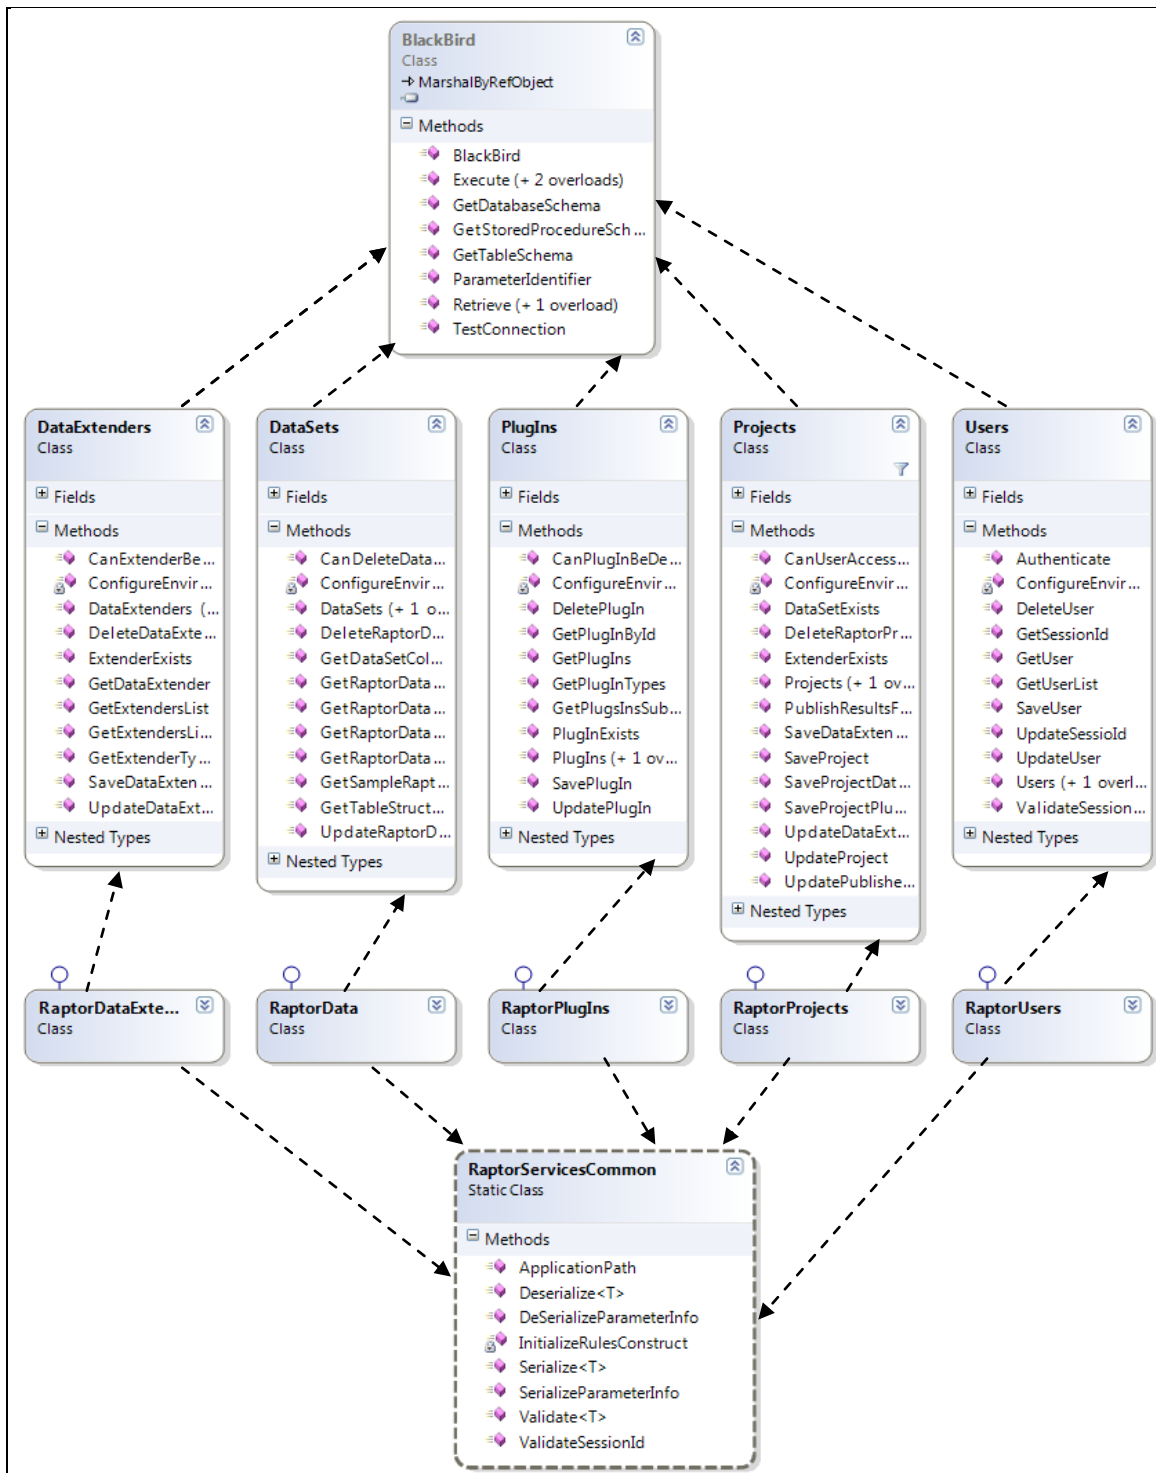 BlackBird
Class
MarshalByRefObject
Methods
BlackBird
Execute (+ 2 overloads)
GetDatabaseSchema
GetStoredProcedureSch...
GetTableSchema
ParameterIdentifier
Retrieve (+ 1 overload)
TestConnection
DataExtenders
Class
Fields
Methods
CanExtenderBe...
ConfigureEnvir...
DataExtenders (...
DeleteDataExte...
ExtenderExists
GetDataExtender
GetExtendersList
GetExtendersLi...
GetExtenderTy...
SaveDataExten...
UpdateDataExt...
Nested Types
DataSets
Class
Fields
Methods
CanDeleteData...
ConfigureEnvir...
DataSets (+ 1 o...
DeleteRaptorD...
GetDataSetCol...
GetRaptorData...
GetRaptorData...
GetRaptorData...
GetRaptorData...
GetSampleRapt...
GetTableStruct...
UpdateRaptorD...
Nested Types
PlugIns
Class
Fields
Methods
CanPlugInBeDe...
ConfigureEnvir...
DeletePlugIn
GetPlugInById
GetPlugIns
GetPlugInTypes
GetPlugsInsSub...
PlugInExists
PlugIns (+ 1 ov...
SavePlugIn
UpdatePlugIn
Nested Types
Projects
Class
Fields
Methods
CanUserAccess...
ConfigureEnvir...
DataSetExists
DeleteRaptorPr...
ExtenderExists
Projects (+ 1 ov...
PublishResultsF...
SaveDataExten...
SaveProject
SaveProjectDat...
SaveProjectPlu...
UpdateDataExt...
UpdateProject
UpdatePublishe...
Nested Types
Users
Class
Fields
Methods
Authenticate
ConfigureEnvir...
DeleteUser
GetSessionId
GetUser
GetUserList
SaveUser
UpdateSessioId
UpdateUser
Users (+ 1 overl...
ValidateSession...
Nested Types
RaptorDataExte...
Class
RaptorData
Class
RaptorPlugIns
Class
RaptorProjects
Class
RaptorUsers
Class
RaptorServicesCommon
Static Class
Methods
ApplicationPath
Deserialize<T>
DeSerializeParameterInfo
InitializeRulesConstruct
Serialize<T>
SerializeParameterInfo
Validate<T>
ValidateSessionId